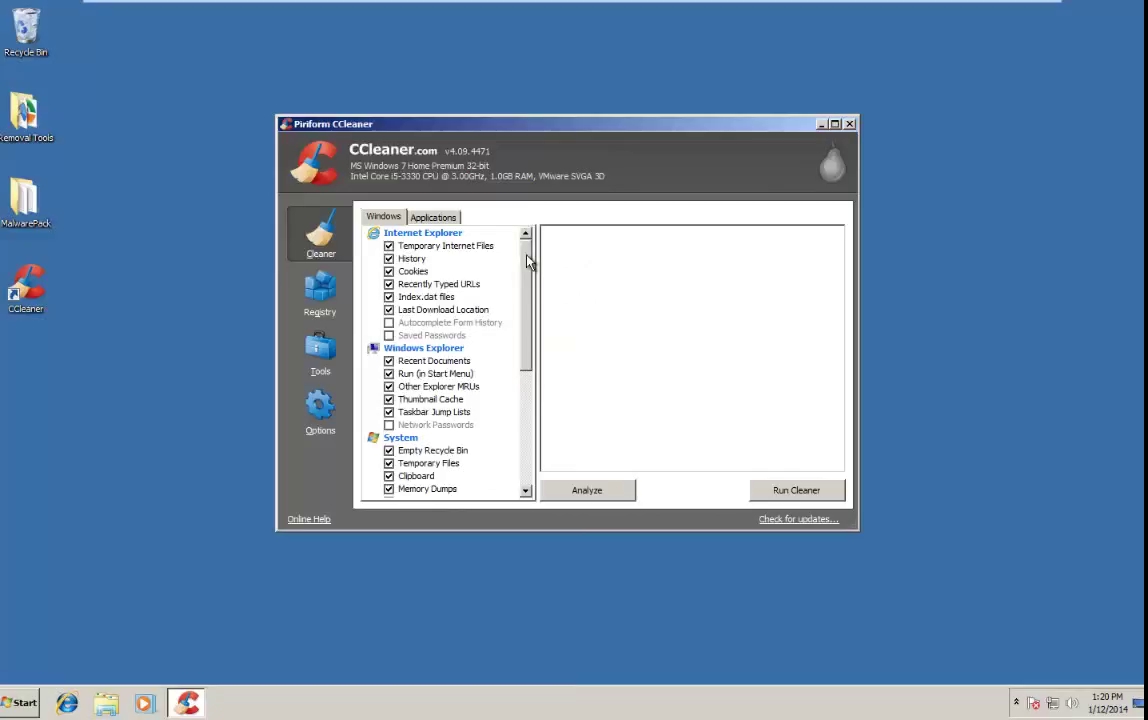 Recycle Bin
Removal Tools
MalwarePack
CCleaner
Piriform CCleaner
CCleaner.com v4.09.4471
MS Windows 7 Home Premium 32-bit
Intel Core i5-3330 CPU @ 3.00GHz, 1.0GB RAM, VMware SVGA 3D
Cleaner
Registry
Tools
Options
Windows
Applications
Internet Explorer
Temporary Internet Files
History
Cookies
Recently Typed URLs
Index.dat files
Last Download Location
Autocomplete Form History
Saved Passwords
Windows Explorer
Recent Documents
Run (in Start Menu)
Other Explorer MRUs
Thumbnail Cache
Taskbar Jump Lists
Network Passwords
System
Empty Recycle Bin
Temporary Files
Clipboard
Memory Dumps
Analyze
Run Cleaner
Online Help
Check for updates...
Start
1:20 PM
1/12/2014